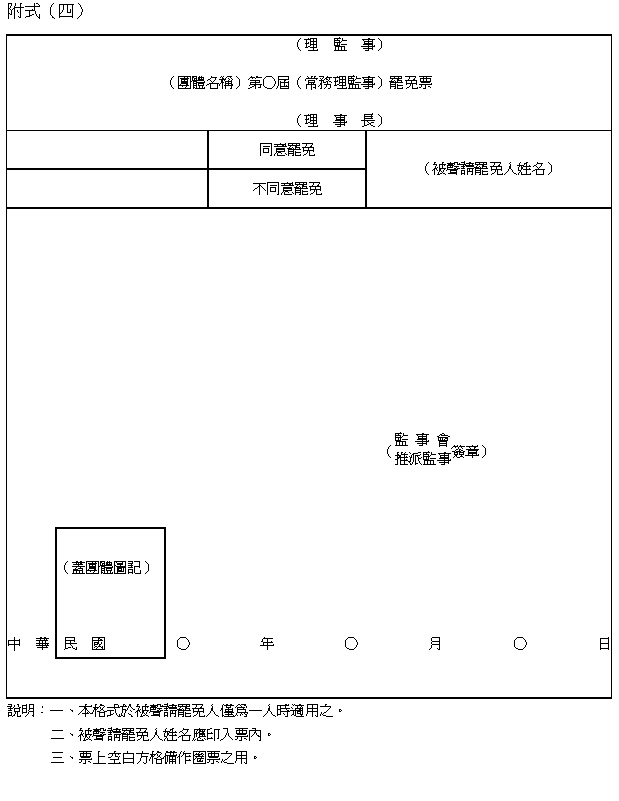 附式（四）
（理　監　事）
（團體名稱）第○屆（常務理監事）罷免票
（理　事　長）
同意罷免
（被聲請罷免人姓名）
不同意罷免
監 事 會
（推派監事簽章）
（蓋團體圖記）
中　華　民　國　○　年　○　月　○　日
說明：一、本格式於被聲請罷免人僅為一人時適用之。
二、被聲請罷免人姓名應印入票內。
三、票上空白方格備作圈票之用。